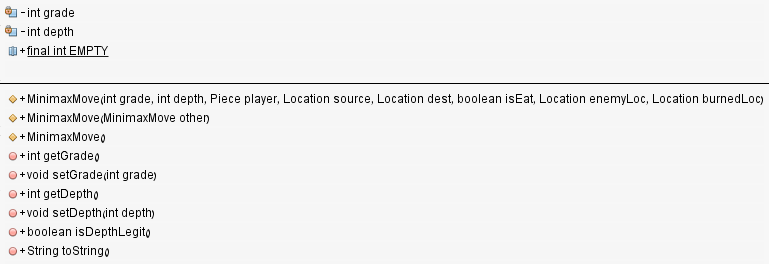 - int grade
- int depth
+ final int EMPTY
+ MinimaxMove(int grade, int depth, Piece player, Location source, Location dest, boolean isEat, Location enemyLoc, Location burnedLoc)
+ MinimaxMove(MinimaxMove other)
+ MinimaxMove()
+ int getGrade()
+ void setGrade(int grade)
+ int getDepth()
+ void setDepth(int depth)
+ boolean isDepthLegit()
+ String toString()